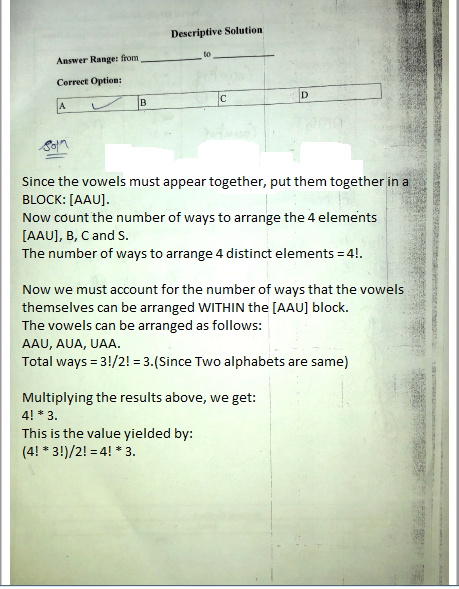 Descriptive Solution
Answer Range: from ____________ to ____________
Correct Option:
A ✓ B C D
Soln
Since the vowels must appear together, put them together in a
BLOCK: [AAU].
Now count the number of ways to arrange the 4 elements
[AAU], B, C and S.
The number of ways to arrange 4 distinct elements = 4!.
Now we must account for the number of ways that the vowels
themselves can be arranged WITHIN the [AAU] block.
The vowels can be arranged as follows:
AAU, AUA, UAA.
Total ways = 3!/2! = 3.(Since Two alphabets are same)
Multiplying the results above, we get:
4! * 3.
This is the value yielded by:
(4! * 3!)/2! = 4! * 3.